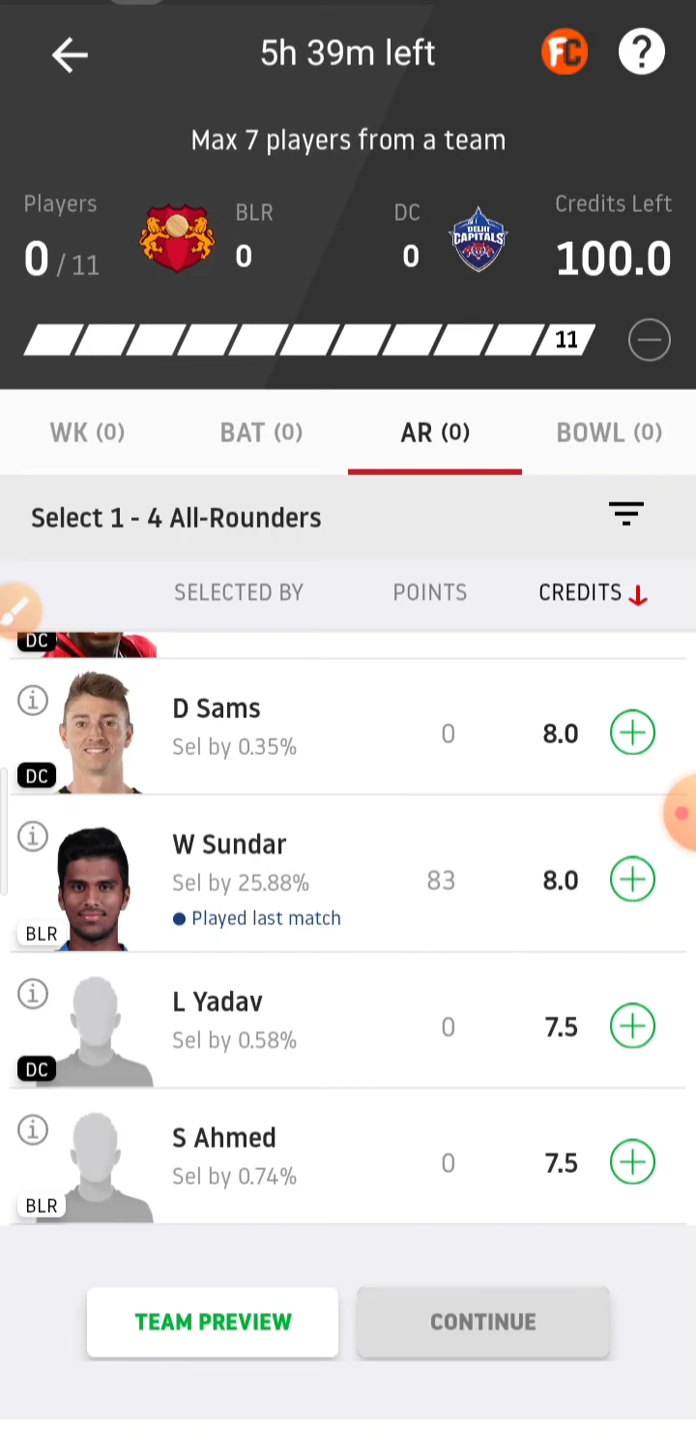 5h 39m left
FC
?
Max 7 players from a team
Players
BLR
DC
Credits Left
0 / 11
0
DELHI CAPITALS
0
100.0
11
WK (0)
BAT (0)
AR (0)
BOWL (0)
Select 1 - 4 All-Rounders
SELECTED BY
POINTS
CREDITS
DC
D Sams
Sel by 0.35%
0
8.0
DC
W Sundar
Sel by 25.88%
83
8.0
Played last match
BLR
L Yadav
Sel by 0.58%
0
7.5
DC
S Ahmed
Sel by 0.74%
0
7.5
BLR
TEAM PREVIEW
CONTINUE